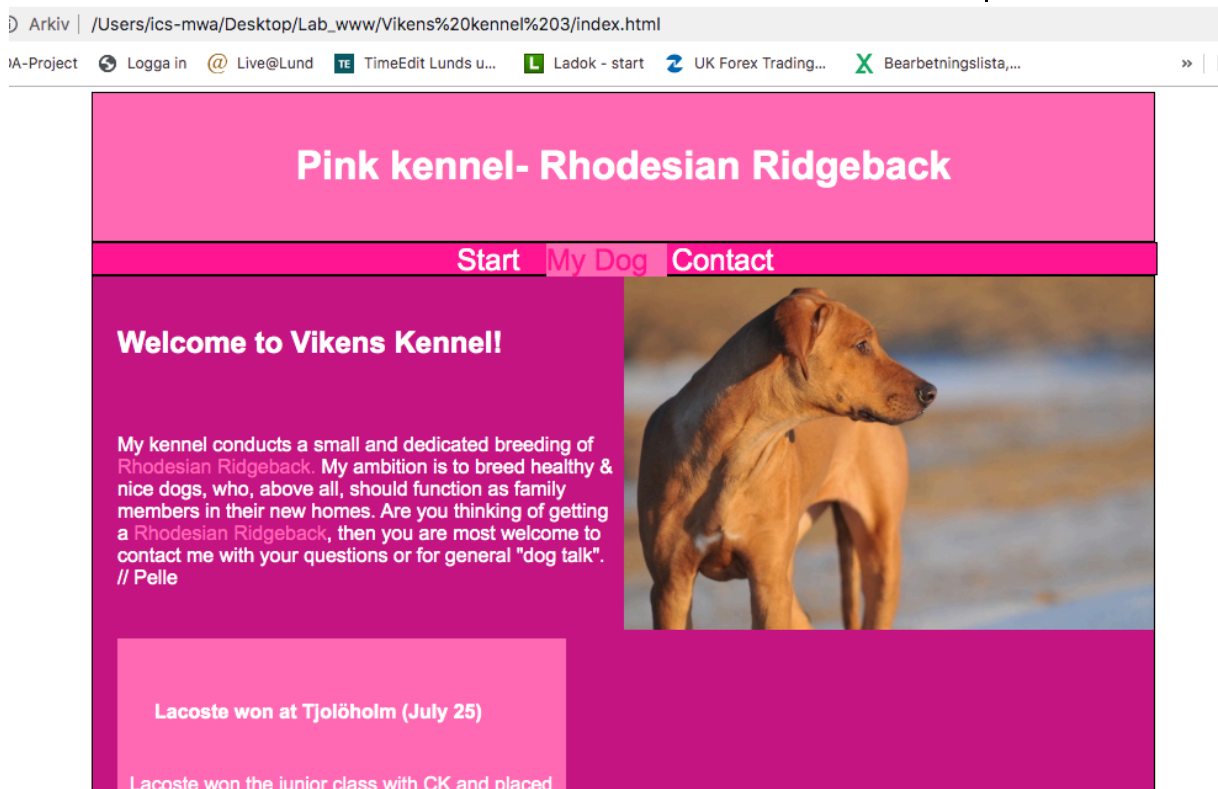 Arkiv | /Users/ics-mwa/Desktop/Lab_www/Vikens%20kennel%203/index.html
A-Project Logga in @ Live@Lund TE TimeEdit Lunds u... L Ladok - start UK Forex Trading... X Bearbetningslista,... »
Pink kennel- Rhodesian Ridgeback
Start My Dog Contact
Welcome to Vikens Kennel!
My kennel conducts a small and dedicated breeding of
Rhodesian Ridgeback. My ambition is to breed healthy &
nice dogs, who, above all, should function as family
members in their new homes. Are you thinking of getting
a Rhodesian Ridgeback, then you are most welcome to
contact me with your questions or for general "dog talk".
// Pelle
Lacoste won at Tjolöholm (July 25)
Lacoste won the junior class with CK and placed